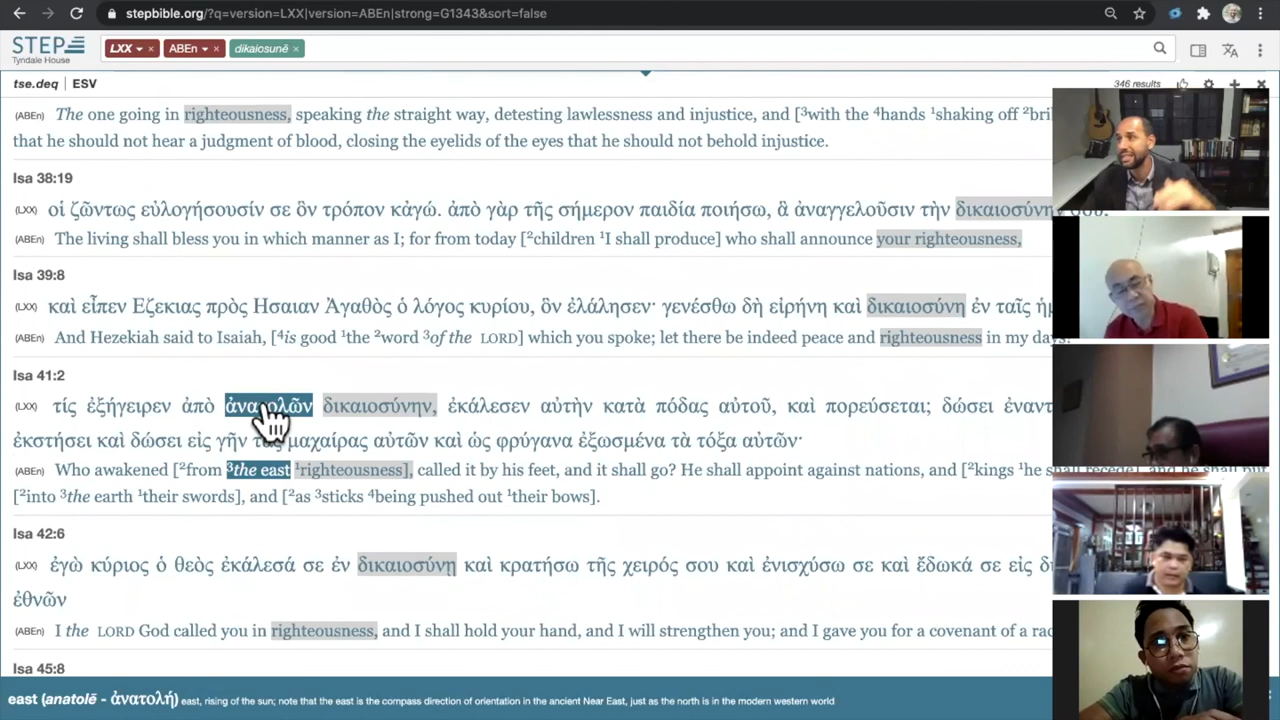 stepbible.org/?q=version=LXX|version=ABEn|strong=G1343&sort=false
STEP
Tyndale House
LXX × ABEn × dikaiosunē ×
tse.deq | ESV
346 results
(ABEn) The one going in righteousness, speaking the straight way, detesting lawlessness and injustice, and [³with the ⁴hands ¹shaking off
that he should not hear a judgment of blood, closing the eyelids of the eyes that he should not behold injustice.
Isa 38:19
(LXX) οἱ ζῶντως εὐλογήσουσίν σε ὃν τρόπον κἀγώ. ἀπὸ γὰρ τῆς σήμερον παιδία ποιήσω, ἃ ἀναγγελοῦσιν τὴν δικαιοσύνην σου.
(ABEn) The living shall bless you in which manner as I; for from today [²children ¹I shall produce] who shall announce your righteousness,
Isa 39:8
(LXX) καὶ εἶπεν Εζεκιας πρὸς Ησαιαν Ἀγαθὸς ὁ λόγος κυρίου, ὃν ἐλάλησεν· γενέσθω δὴ εἰρήνη καὶ δικαιοσύνη ἐν ταῖς
(ABEn) And Hezekiah said to Isaiah, [⁴is good ¹the ²word ³of the LORD] which you spoke; let there be indeed peace and righteousness in my days.
Isa 41:2
(LXX) τίς ἐξήγειρεν ἀπὸ ἀνατολῶν δικαιοσύνην, ἐκάλεσεν αὐτὴν κατὰ πόδας αὐτοῦ, καὶ πορεύσεται; δώσει
ἐκστήσει καὶ δώσει εἰς γῆν τὰς μαχαίρας αὐτῶν καὶ ὡς φρύγανα ἐξωσμένα τὰ τόξα αὐτῶν·
(ABEn) Who awakened [²from ³the east ¹righteousness], called it by his feet, and it shall go? He shall appoint against nations, and [²kings ¹he shall recede], and he shall put
[²into ³the earth ¹their swords], and [²as ³sticks ⁴being pushed out ¹their bows].
Isa 42:6
(LXX) ἐγὼ κύριος ὁ θεὸς ἐκάλεσά σε ἐν δικαιοσύνῃ καὶ κρατήσω τῆς χειρός σου καὶ ἐνισχύσω σε καὶ ἔδωκά σε εἰς
ἐθνῶν
(ABEn) I the LORD God called you in righteousness, and I shall hold your hand, and I will strengthen you; and I gave you for a covenant of a
Isa 45:8
east (anatolē - ἀνατολή) east, rising of the sun; note that the east is the compass direction of orientation in the ancient Near East, just as the north is in the modern western world